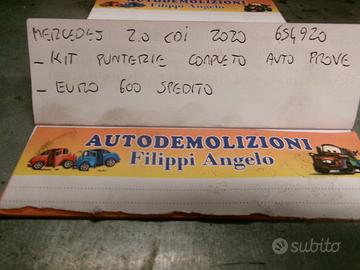 MERCEDES 2.0 CDI 2020 654920
- KIT PUNTERIE COMPLETO AUTO PROVE
- EURO 600 SPEDITO
AUTODEMOLIZIONI
Filippi Angelo
subito